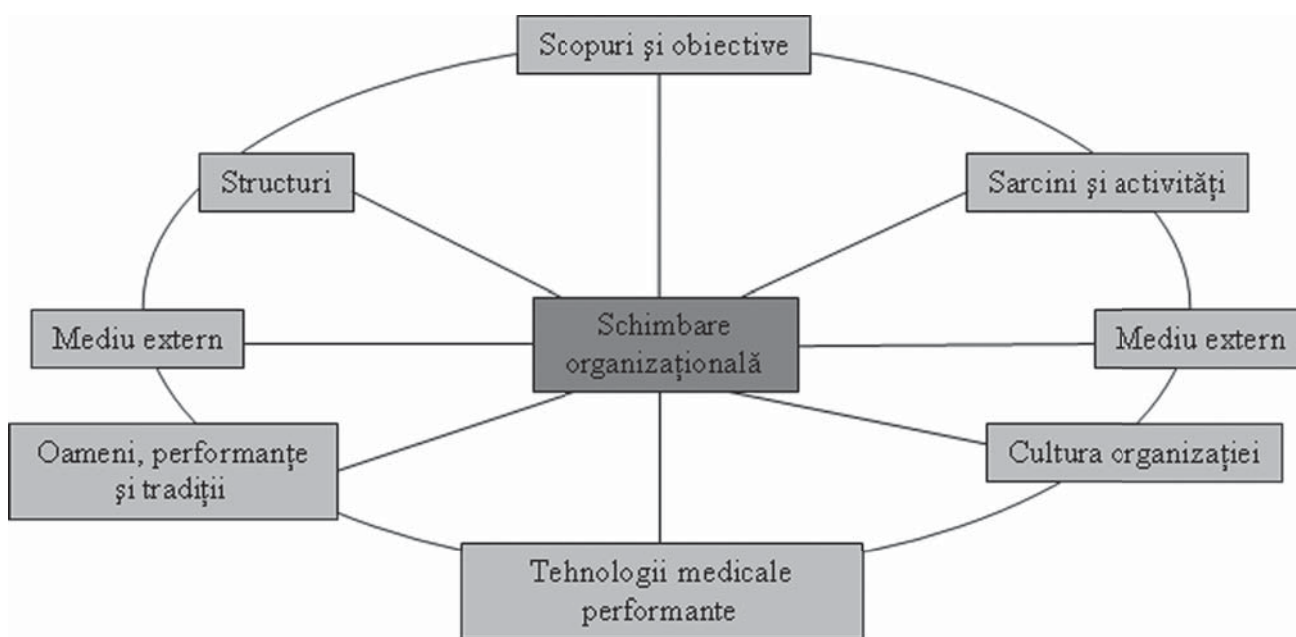 Scopuri şi obiective
Structuri
Sarcini şi activităţi
Mediu extern
Schimbare
organizaţională
Mediu extern
Oameni, performanţe
şi tradiţii
Cultura organizaţiei
Tehnologii medicale
performante